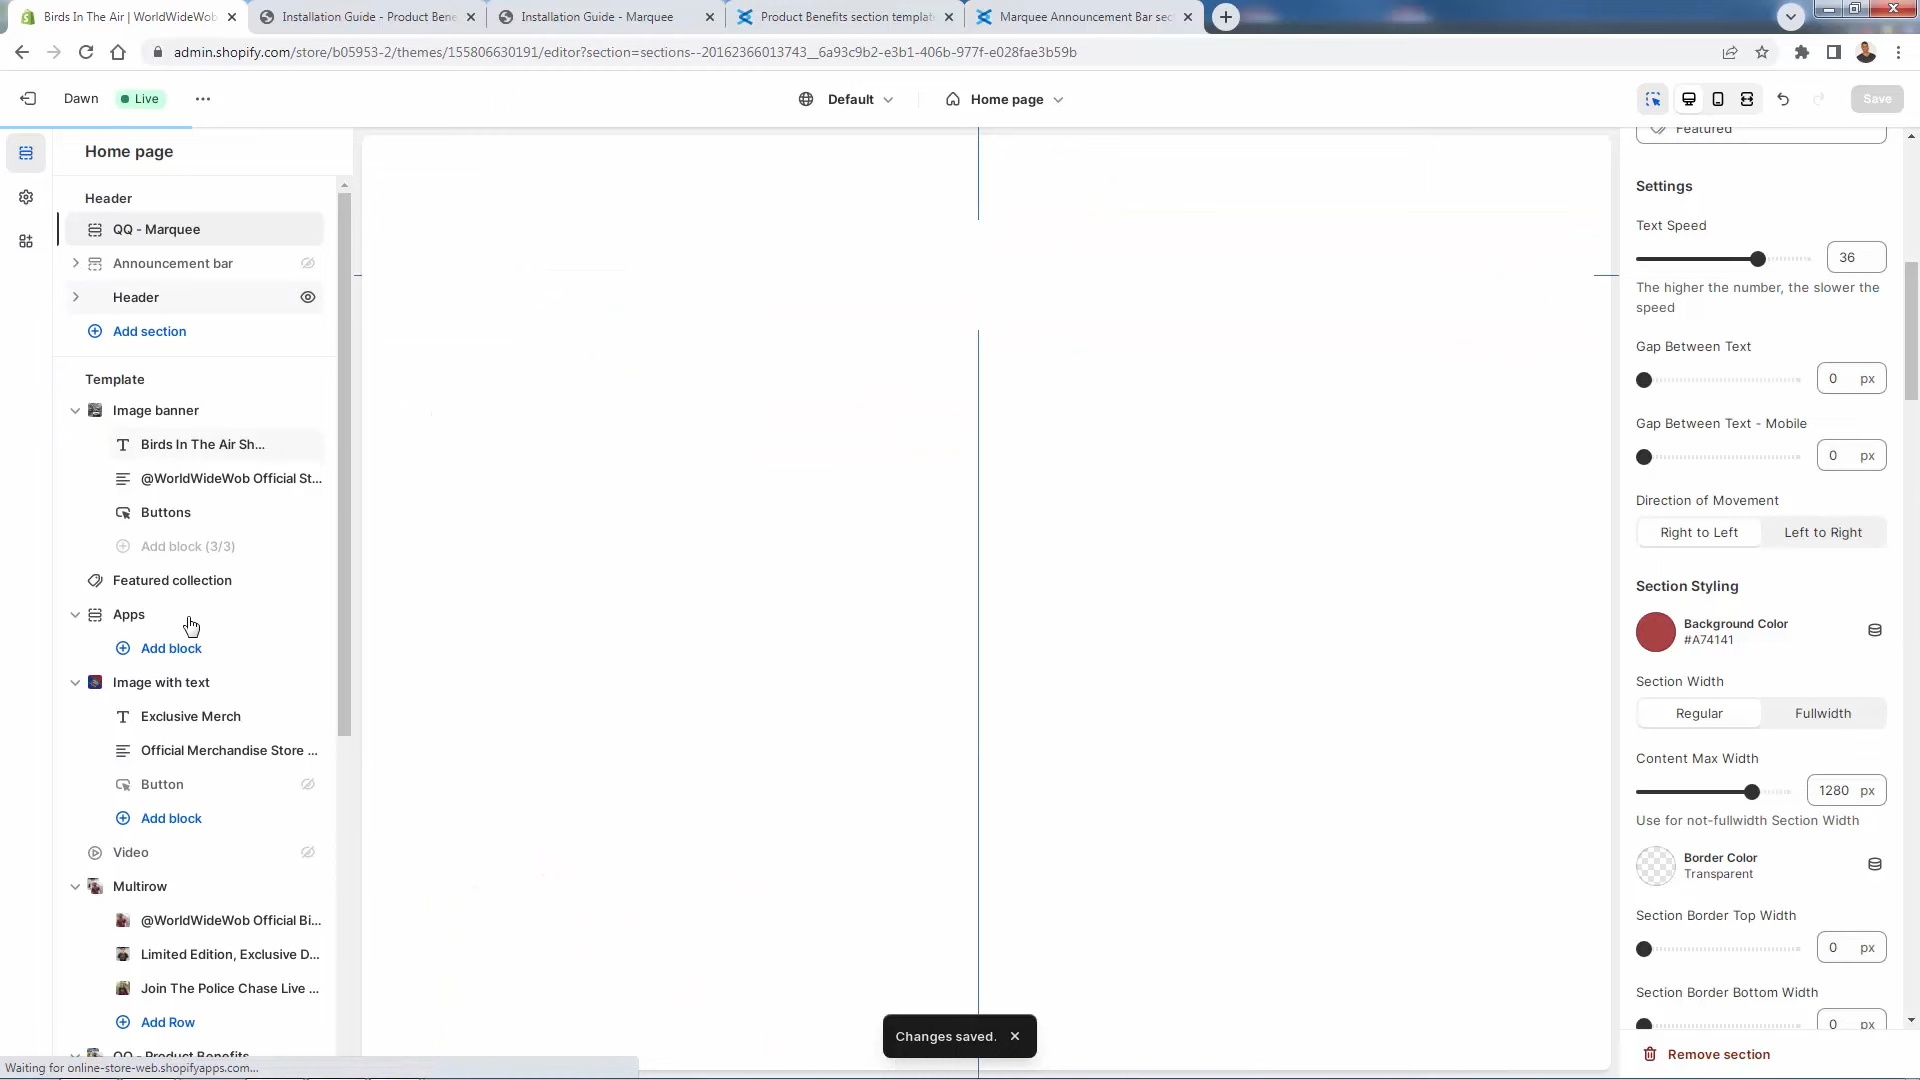 Birds In The Air | WorldWideWob
Installation Guide - Product Bene
Installation Guide - Marquee
Product Benefits section templat
Marquee Announcement Bar sec
admin.shopify.com/store/b05953-2/themes/155806630191/editor?section=sections--20162366013743__6a93c9b2-e3b1-406b-977f-e028fae3b59b
Dawn
Live
Default
Home page
Save
Home page
Header
QQ - Marquee
Announcement bar
Header
Add section
Template
Image banner
Birds In The Air Sh...
@WorldWideWob Official St...
Buttons
Add block (3/3)
Featured collection
Apps
Add block
Image with text
Exclusive Merch
Official Merchandise Store ...
Button
Add block
Video
Multirow
@WorldWideWob Official Bi...
Limited Edition, Exclusive D...
Join The Police Chase Live ...
Add Row
QQ - Product Benefits
Waiting for online-store-web.shopifyapps.com...
Changes saved.
Featured
Settings
Text Speed
36
The higher the number, the slower the
speed
Gap Between Text
0 px
Gap Between Text - Mobile
0 px
Direction of Movement
Right to Left
Left to Right
Section Styling
Background Color
#A74141
Section Width
Regular
Fullwidth
Content Max Width
1280 px
Use for not-fullwidth Section Width
Border Color
Transparent
Section Border Top Width
0 px
Section Border Bottom Width
0 px
Remove section